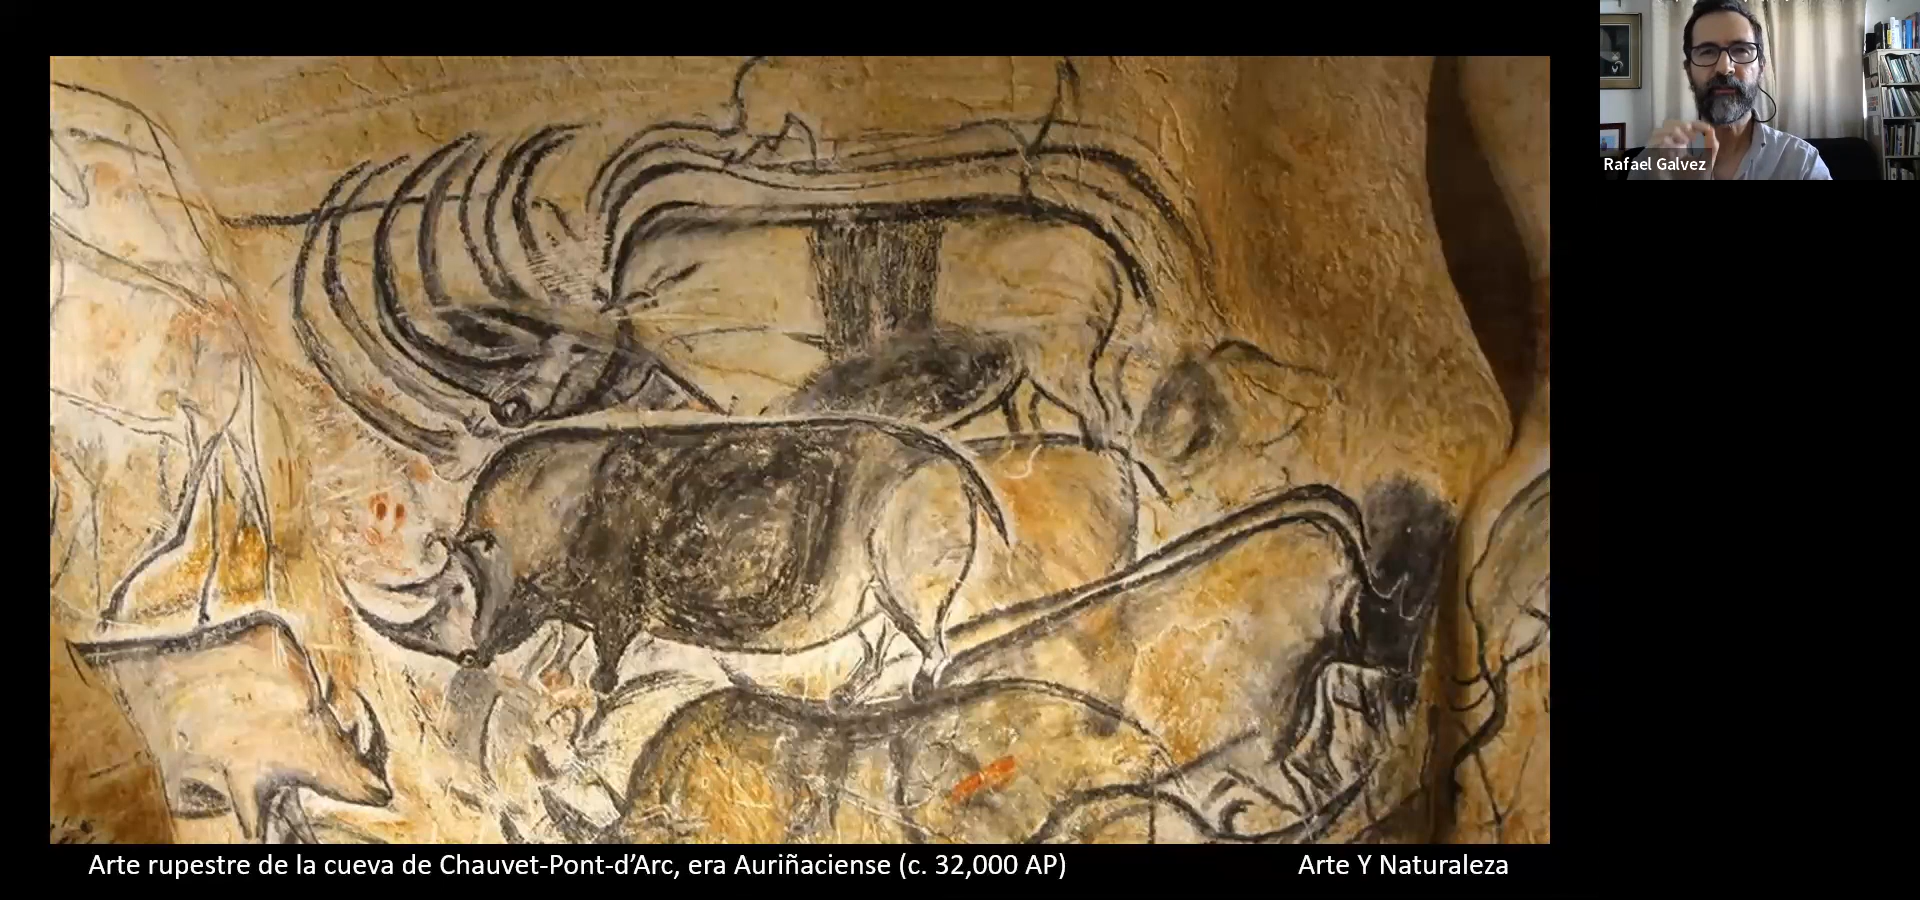 Rafael Galvez
Arte rupestre de la cueva de Chauvet-Pont-d’Arc, era Auriñaciense (c. 32,000 AP)
Arte Y Naturaleza